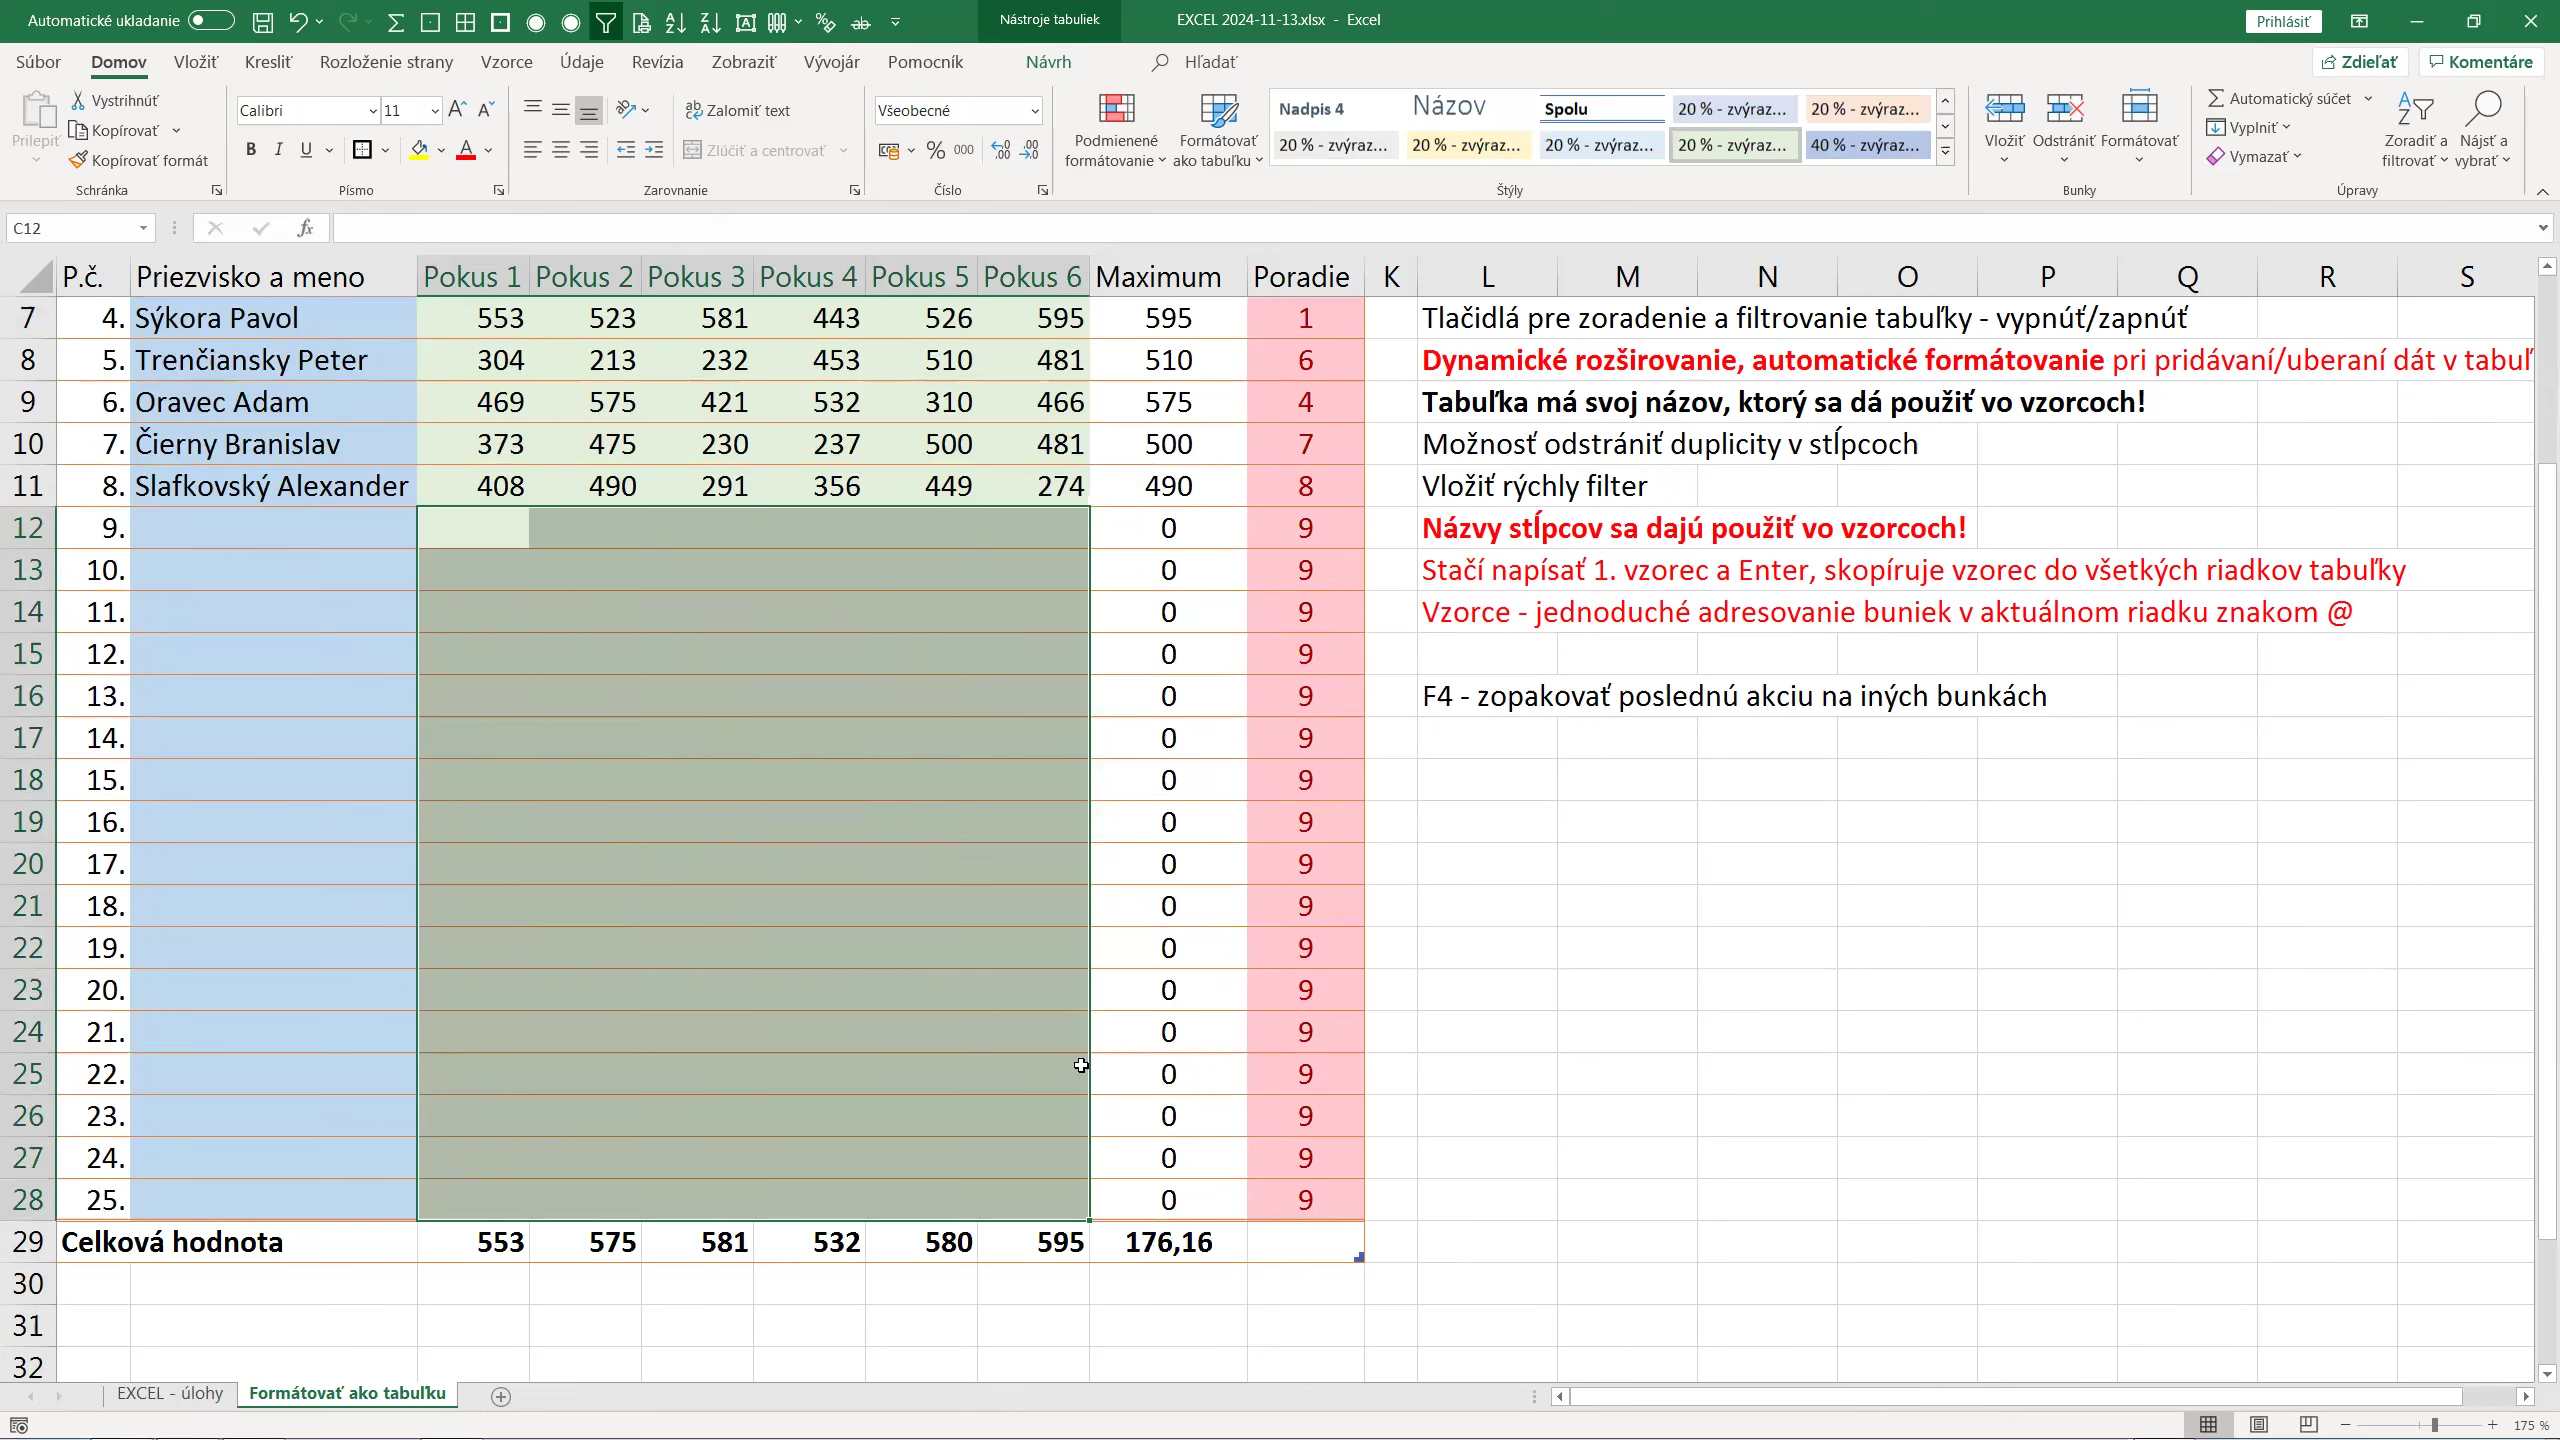 Automatické ukladanie
Nástroje tabuliek
EXCEL 2024-11-13.xlsx - Excel
Prihlásiť
Súbor Domov Vložiť Kresliť Rozloženie strany Vzorce Údaje Revízia Zobraziť Vývojár Pomocník Návrh Hľadať Zdieľať Komentáre
Prilepiť
Vystrihnúť
Kopírovať
Kopírovať formát
Schránka
Calibri 11
B I U
Písmo
Zalomiť text
Zlúčiť a centrovať
Zarovnanie
Všeobecné
% 000
Číslo
Podmienené formátovanie
Formátovať ako tabuľku
Nadpis 4 Názov Spolu 20 % - zvýraz... 20 % - zvýraz...
20 % - zvýraz... 20 % - zvýraz... 20 % - zvýraz... 20 % - zvýraz... 40 % - zvýraz...
Štýly
Vložiť Odstrániť Formátovať
Bunky
Automatický súčet
Vyplniť
Vymazať
Zoradiť a filtrovať
Nájsť a vybrať
Úpravy
C12
fx
P.č. Priezvisko a meno Pokus 1 Pokus 2 Pokus 3 Pokus 4 Pokus 5 Pokus 6 Maximum Poradie K L M N O P Q R S
7 4. Sýkora Pavol 553 523 581 443 526 595 595 1 Tlačidlá pre zoradenie a filtrovanie tabuľky - vypnúť/zapnúť
8 5. Trenčiansky Peter 304 213 232 453 510 481 510 6 Dynamické rozširovanie, automatické formátovanie pri pridávaní/uberaní dát v tabuľ
9 6. Oravec Adam 469 575 421 532 310 466 575 4 Tabuľka má svoj názov, ktorý sa dá použiť vo vzorcoch!
10 7. Čierny Branislav 373 475 230 237 500 481 500 7 Možnosť odstrániť duplicity v stĺpcoch
11 8. Slafkovský Alexander 408 490 291 356 449 274 490 8 Vložiť rýchly filter
12 9. 0 9 Názvy stĺpcov sa dajú použiť vo vzorcoch!
13 10. 0 9 Stačí napísať 1. vzorec a Enter, skopíruje vzorec do všetkých riadkov tabuľky
14 11. 0 9 Vzorce - jednoduché adresovanie buniek v aktuálnom riadku znakom @
15 12. 0 9
16 13. 0 9 F4 - zopakovať poslednú akciu na iných bunkách
17 14. 0 9
18 15. 0 9
19 16. 0 9
20 17. 0 9
21 18. 0 9
22 19. 0 9
23 20. 0 9
24 21. 0 9
25 22. 0 9
26 23. 0 9
27 24. 0 9
28 25. 0 9
29 Celková hodnota 553 575 581 532 580 595 176,16
30
31
32
EXCEL - úlohy Formátovať ako tabuľku
175 %